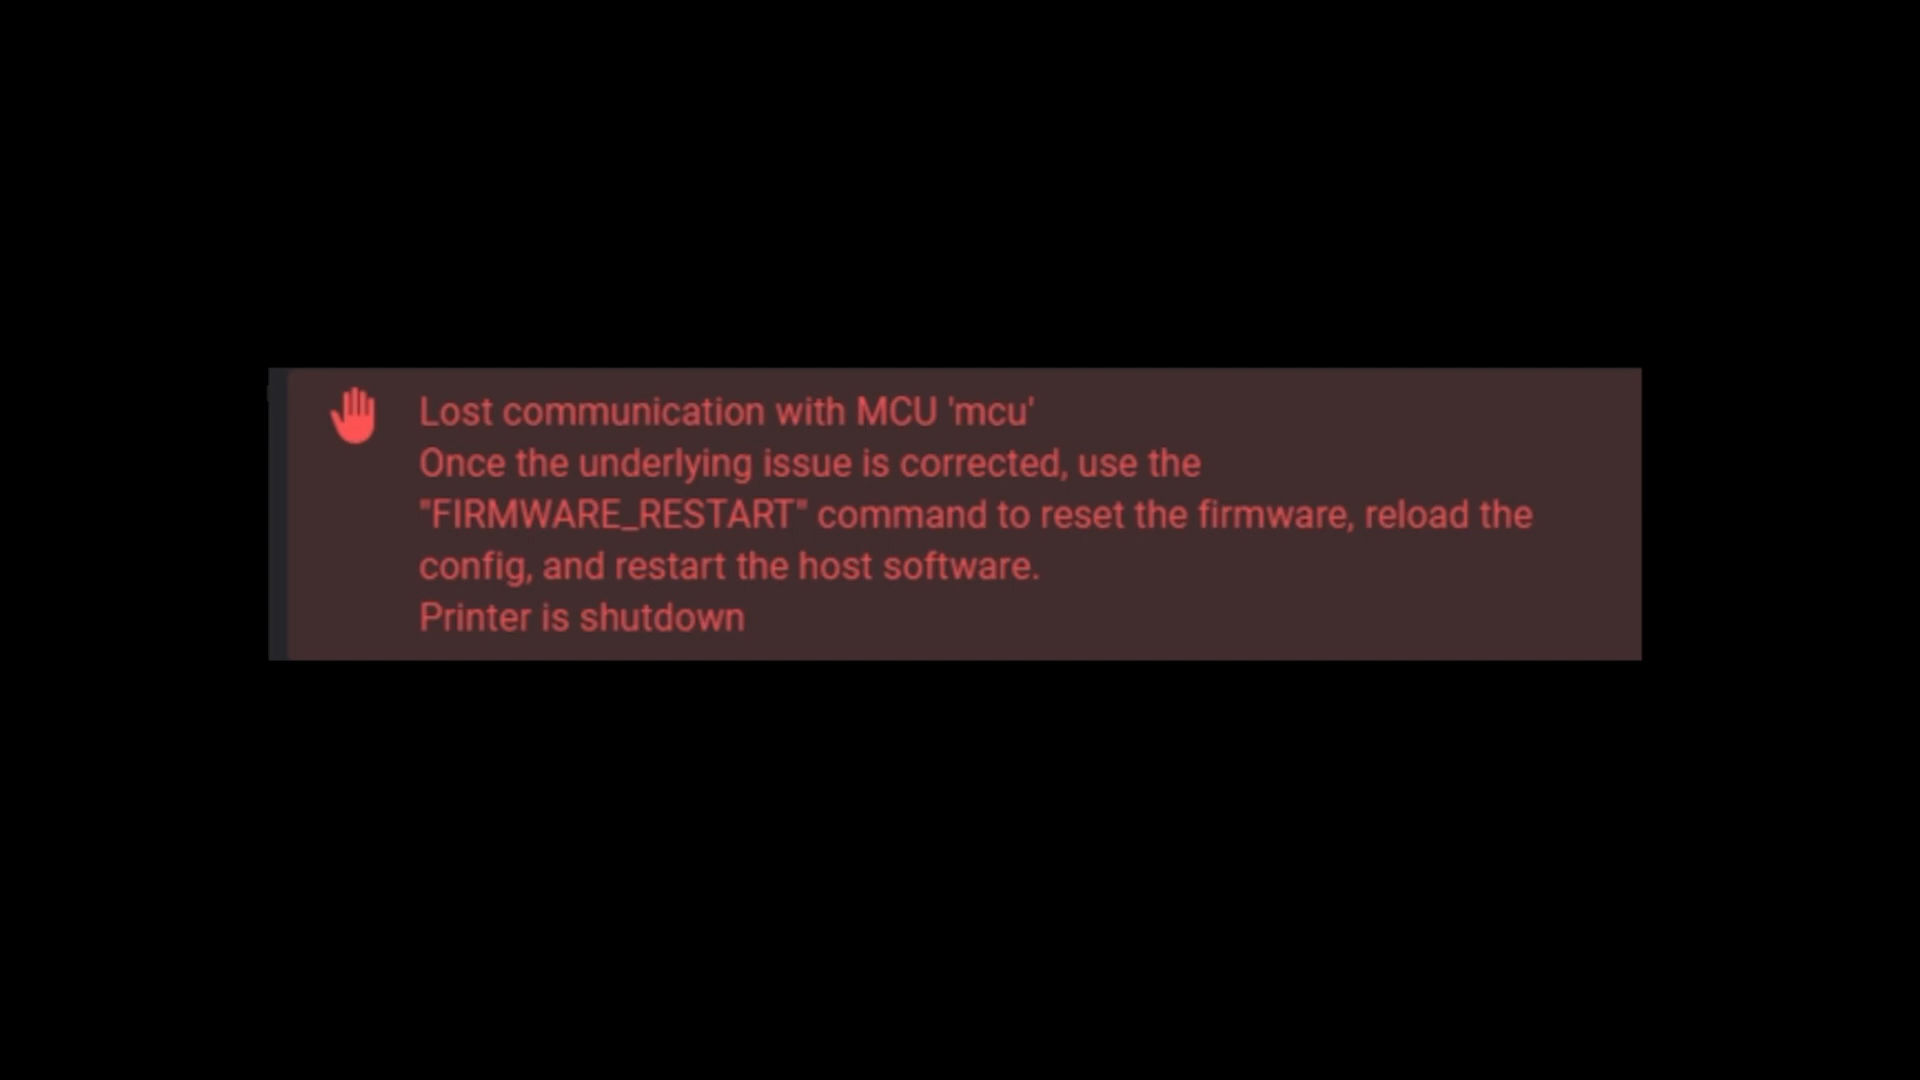 Lost communication with MCU 'mcu'
Once the underlying issue is corrected, use the
"FIRMWARE_RESTART" command to reset the firmware, reload the
config, and restart the host software.
Printer is shutdown